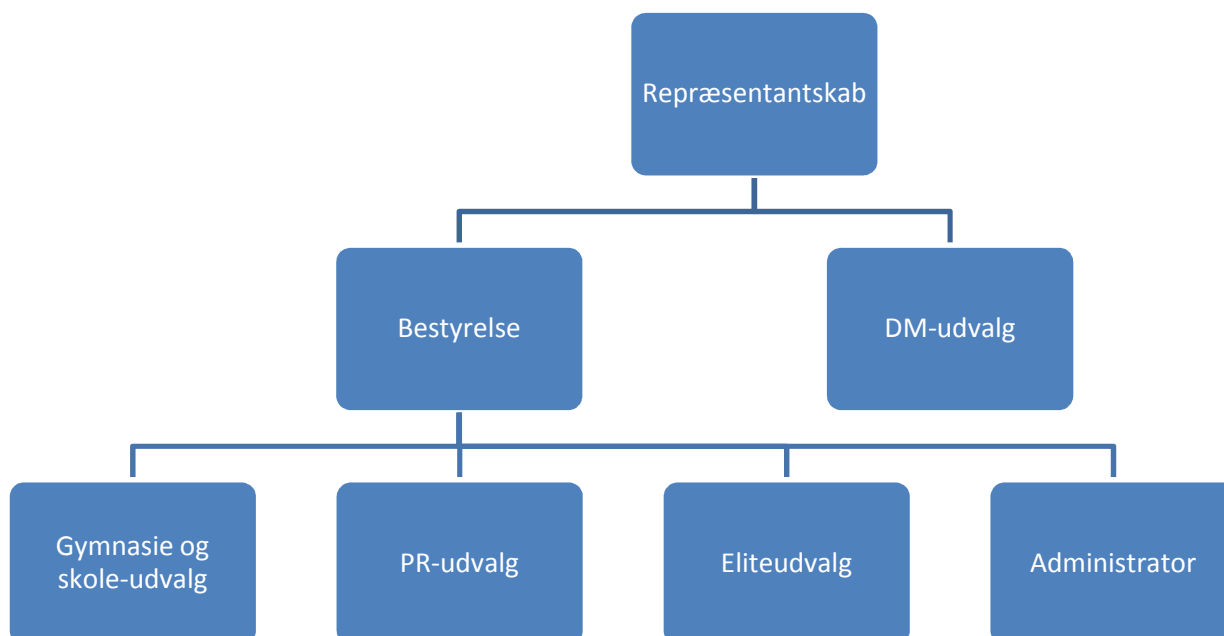 Repræsentantskab
Bestyrelse
DM-udvalg
Gymnasie og
skole-udvalg
PR-udvalg
Eliteudvalg
Administrator